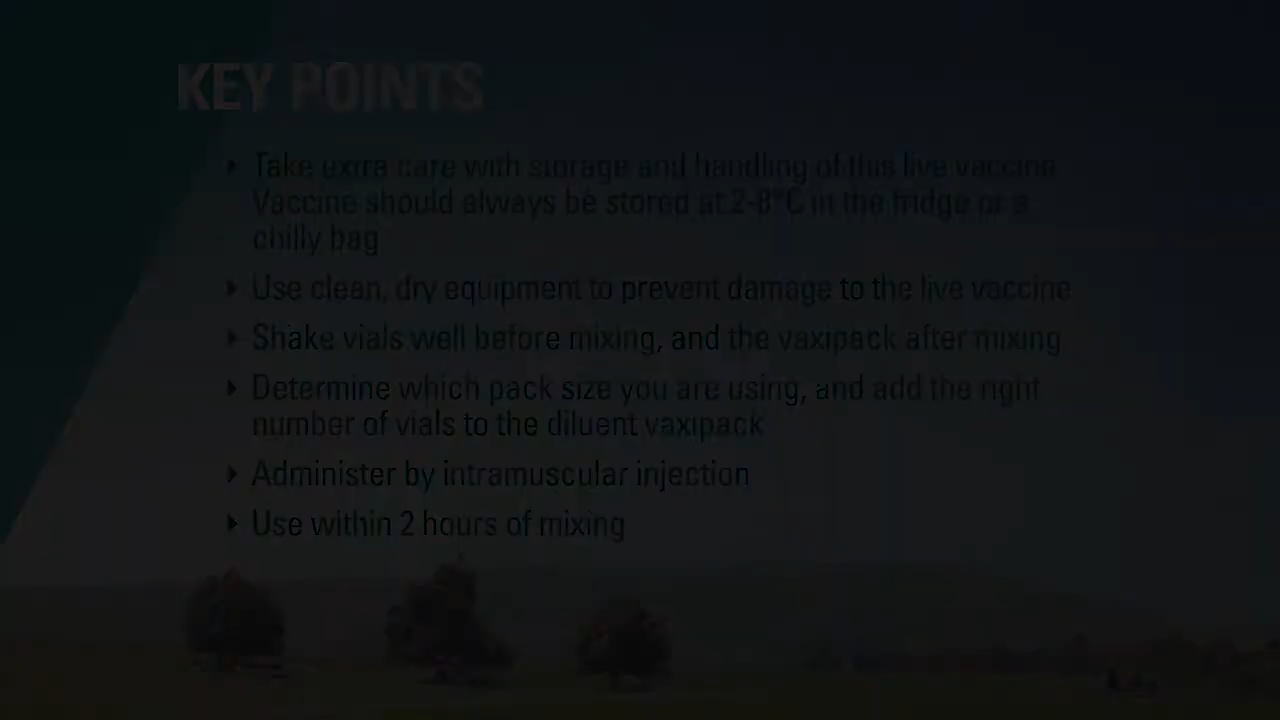 KEY POINTS
Take extra care with storage and handling of this live vaccine
Vaccine should always be stored at 2-8°C in the fridge or a
chilly bag
Use clean, dry equipment to prevent damage to the live vaccine
Shake vials well before mixing, and the vaxipack after mixing
Determine which pack size you are using, and add the right
number of vials to the diluent vaxipack
Administer by intramuscular injection
Use within 2 hours of mixing